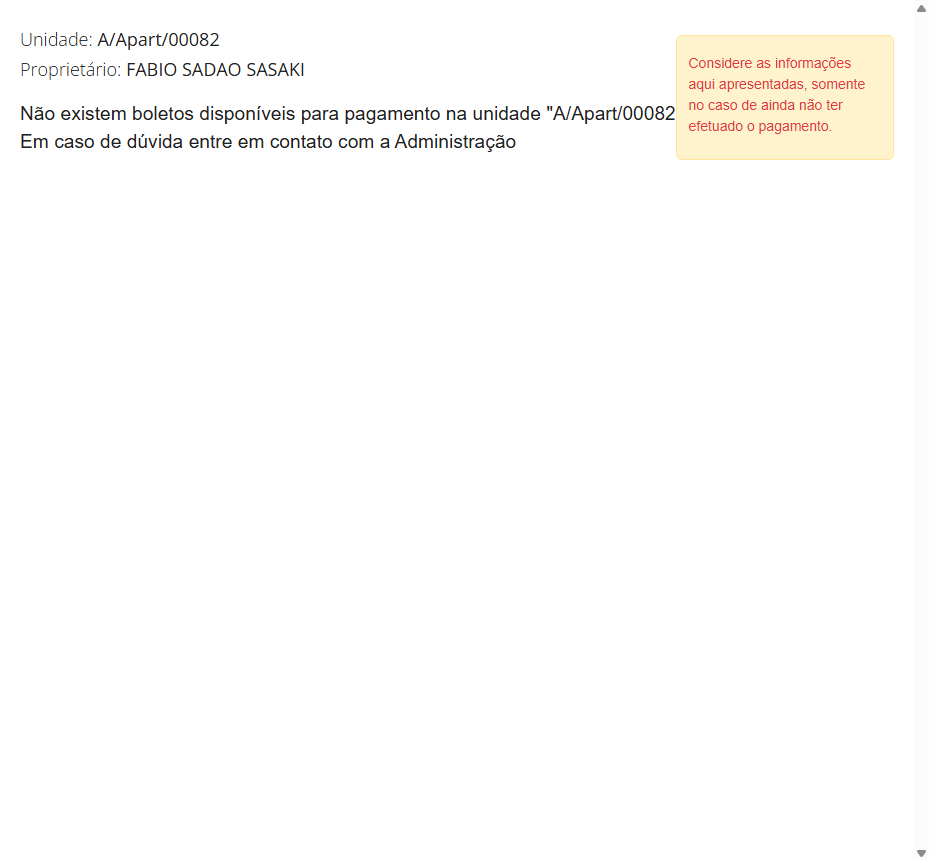 Unidade: A/Apart/00082
Proprietário: FABIO SADAO SASAKI
Não existem boletos disponíveis para pagamento na unidade "A/Apart/00082
Em caso de dúvida entre em contato com a Administração
Considere as informações
aqui apresentadas, somente
no caso de ainda não ter
efetuado o pagamento.